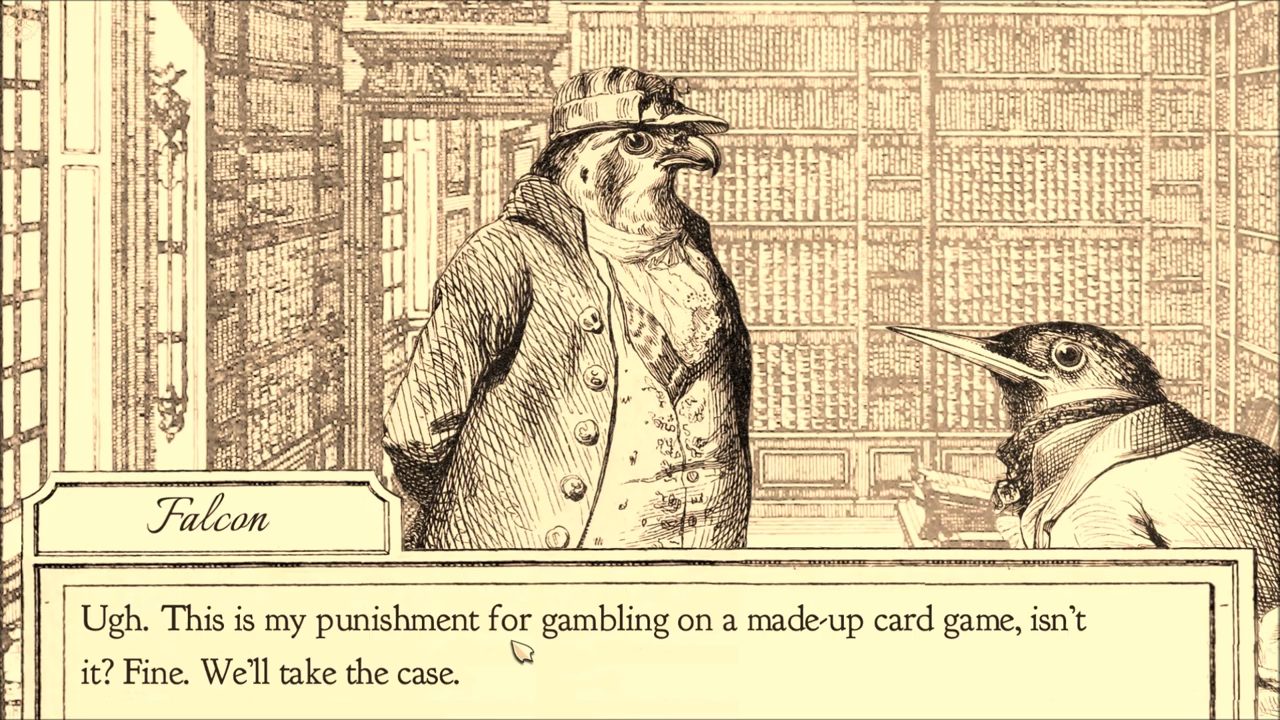 Falcon
Ugh. This is my punishment for gambling on a made-up card game, isn't
it? Fine. We'll take the case.